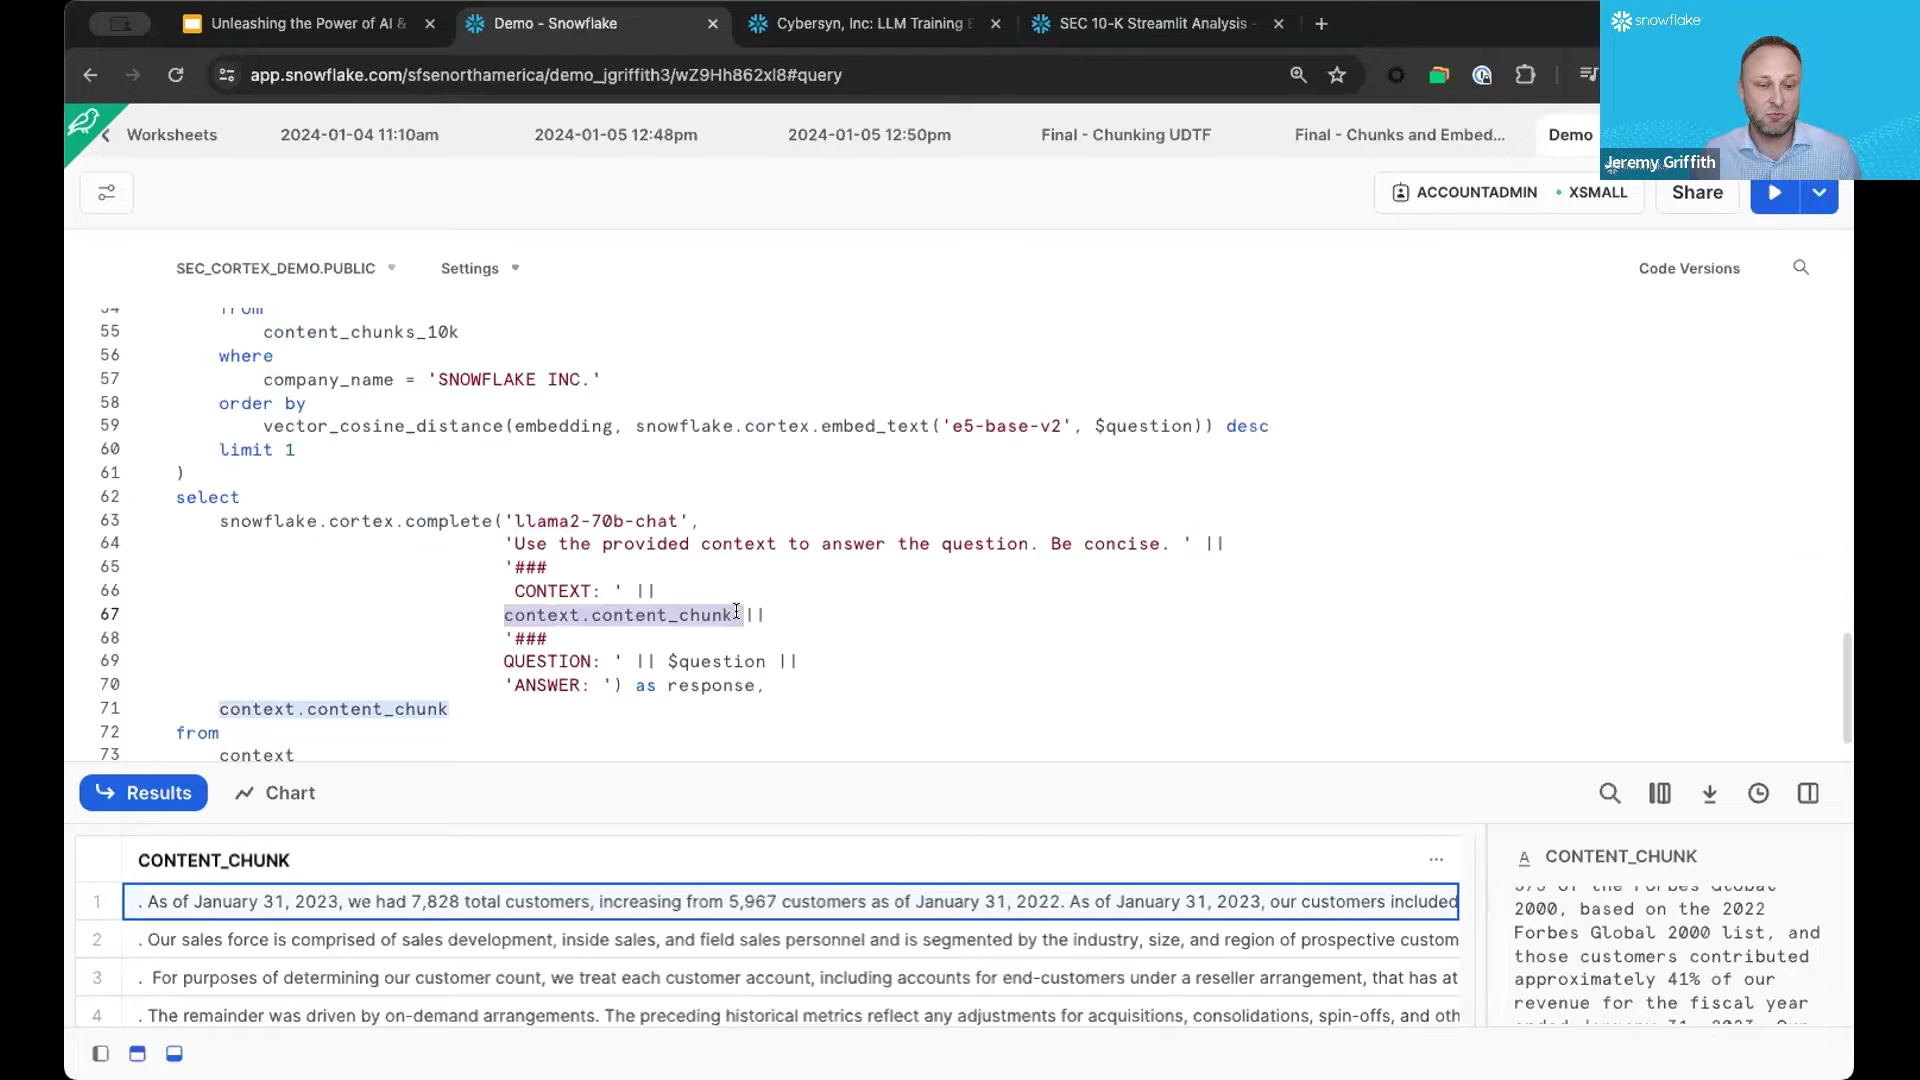 Unleashing the Power of AI &
Demo - Snowflake
Cybersyn, Inc: LLM Training
SEC 10-K Streamlit Analysis
snowflake
app.snowflake.com/sfsenorthamerica/demo_jgriffith3/wZ9Hh862xl8#query
Jeremy Griffith
Worksheets
2024-01-04 11:10am
2024-01-05 12:48pm
2024-01-05 12:50pm
Final - Chunking UDTF
Final - Chunks and Embed...
Demo
ACCOUNTADMIN
XSMALL
Share
SEC_CORTEX_DEMO.PUBLIC
Settings
Code Versions
54 from
55 content_chunks_10k
56 where
57 company_name = 'SNOWFLAKE INC.'
58 order by
59 vector_cosine_distance(embedding, snowflake.cortex.embed_text('e5-base-v2', $question)) desc
60 limit 1
61 )
62 select
63 snowflake.cortex.complete('llama2-70b-chat',
64 'Use the provided context to answer the question. Be concise. ' ||
65 '###
66 CONTEXT: ' ||
67 context.content_chunk ||
68 '###
69 QUESTION: ' || $question ||
70 'ANSWER: ') as response,
71 context.content_chunk
72 from
73 context
Results
Chart
CONTENT_CHUNK
1 . As of January 31, 2023, we had 7,828 total customers, increasing from 5,967 customers as of January 31, 2022. As of January 31, 2023, our customers included
2 . Our sales force is comprised of sales development, inside sales, and field sales personnel and is segmented by the industry, size, and region of prospective custom
3 . For purposes of determining our customer count, we treat each customer account, including accounts for end-customers under a reseller arrangement, that has at
4 . The remainder was driven by on-demand arrangements. The preceding historical metrics reflect any adjustments for acquisitions, consolidations, spin-offs, and oth
A CONTENT_CHUNK
573 of the Forbes Global
2000, based on the 2022
Forbes Global 2000 list, and
those customers contributed
approximately 41% of our
revenue for the fiscal year
ended January 31, 2023. Our